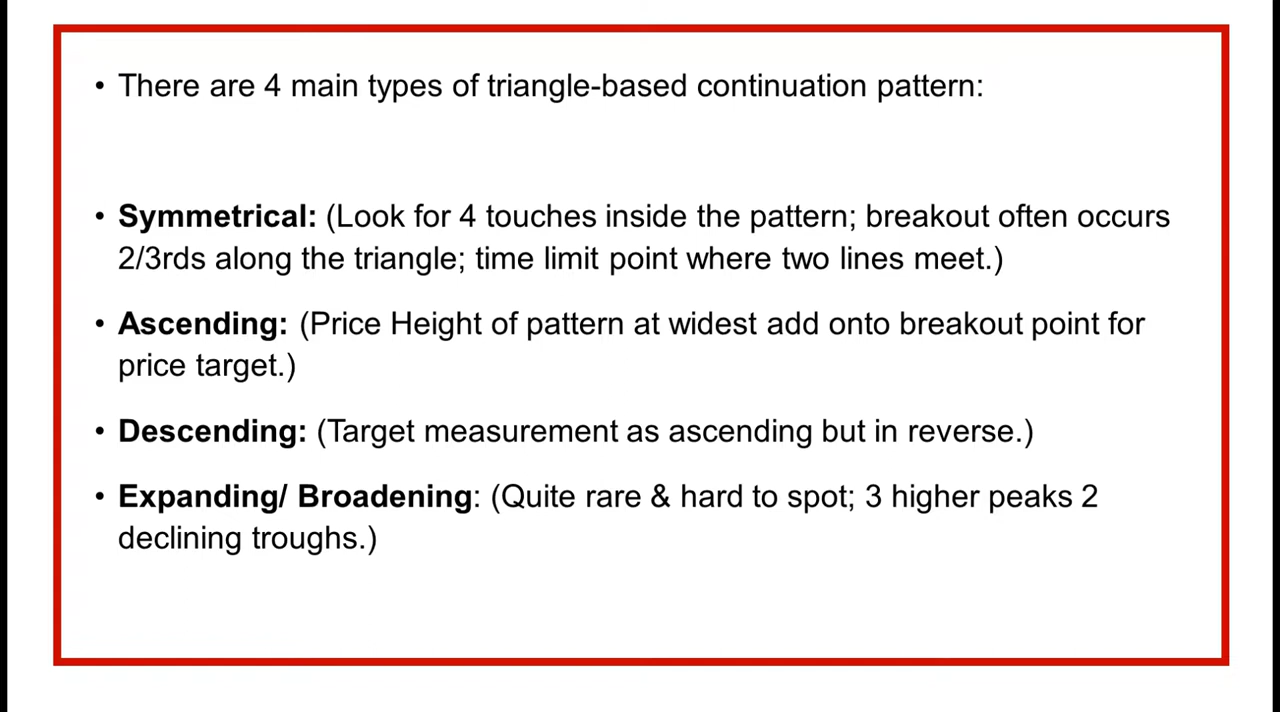 • There are 4 main types of triangle-based continuation pattern:
• Symmetrical: (Look for 4 touches inside the pattern; breakout often occurs
2/3rds along the triangle; time limit point where two lines meet.)
• Ascending: (Price Height of pattern at widest add onto breakout point for
price target.)
• Descending: (Target measurement as ascending but in reverse.)
• Expanding/ Broadening: (Quite rare & hard to spot; 3 higher peaks 2
declining troughs.)